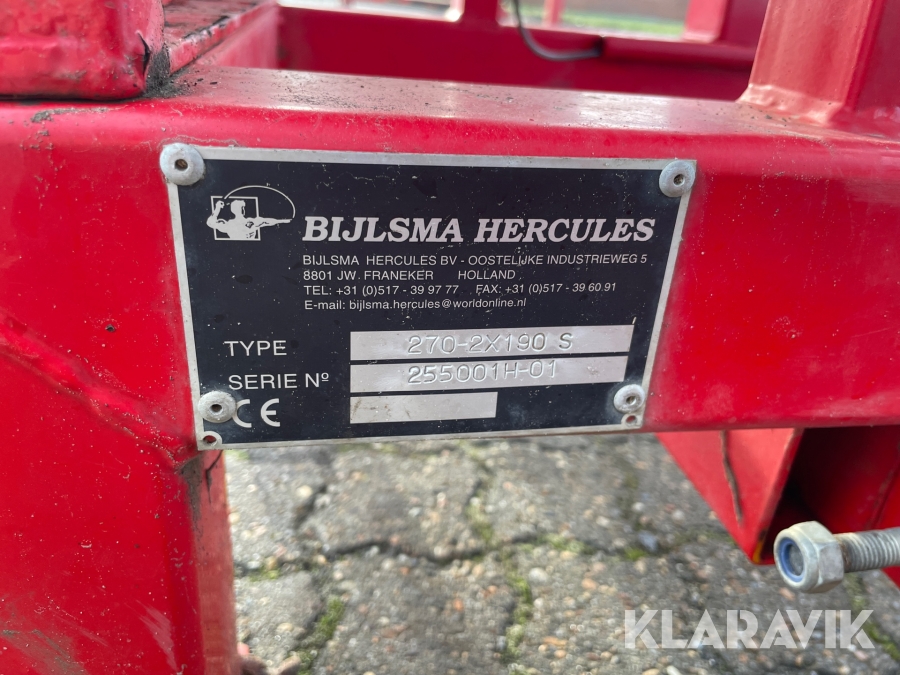 BIJLSMA HERCULES
BIJLSMA HERCULES BV - OOSTELIJKE INDUSTRIEWEG 5
8801 JW. FRANEKER HOLLAND
TEL: +31 (0)517 - 39 97 77 FAX: +31 (0)517 - 39 60 91
E-mail: bijlsma.hercules@worldonline.nl
TYPE 270-2X190 S
SERIE Nº 255001H-01
CE
KLARAVIK